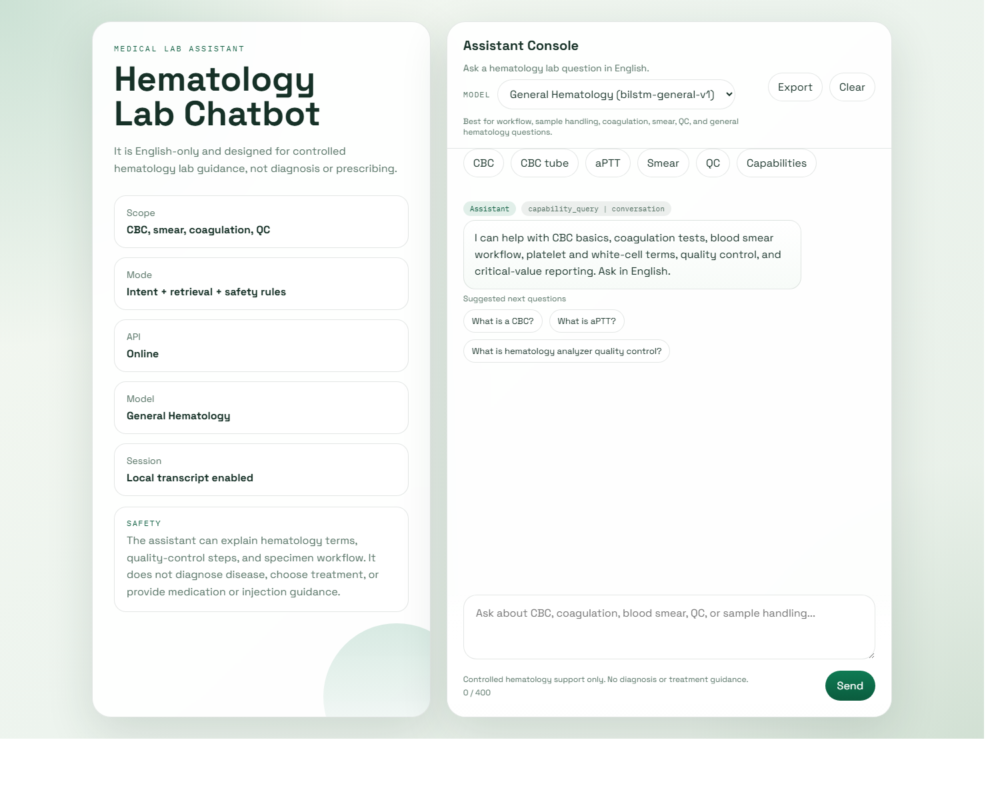 MEDICAL LAB ASSISTANT
Hematology
Lab Chatbot
It is English-only and designed for controlled
hematology lab guidance, not diagnosis or prescribing.
Scope
CBC, smear, coagulation, QC
Mode
Intent + retrieval + safety rules
API
Online
Model
General Hematology
Session
Local transcript enabled
SAFETY
The assistant can explain hematology terms,
quality-control steps, and specimen workflow. It
does not diagnose disease, choose treatment, or
provide medication or injection guidance.
Assistant Console
Ask a hematology lab question in English.
MODEL General Hematology (bilstm-general-v1)
Best for workflow, sample handling, coagulation, smear, QC, and general
hematology questions.
Export Clear
CBC CBC tube aPTT Smear QC Capabilities
Assistant capability_query | conversation
I can help with CBC basics, coagulation tests, blood smear
workflow, platelet and white-cell terms, quality control, and
critical-value reporting. Ask in English.
Suggested next questions
What is a CBC? What is aPTT?
What is hematology analyzer quality control?
Ask about CBC, coagulation, blood smear, QC, or sample handling...
Controlled hematology support only. No diagnosis or treatment guidance.
0 / 400
Send